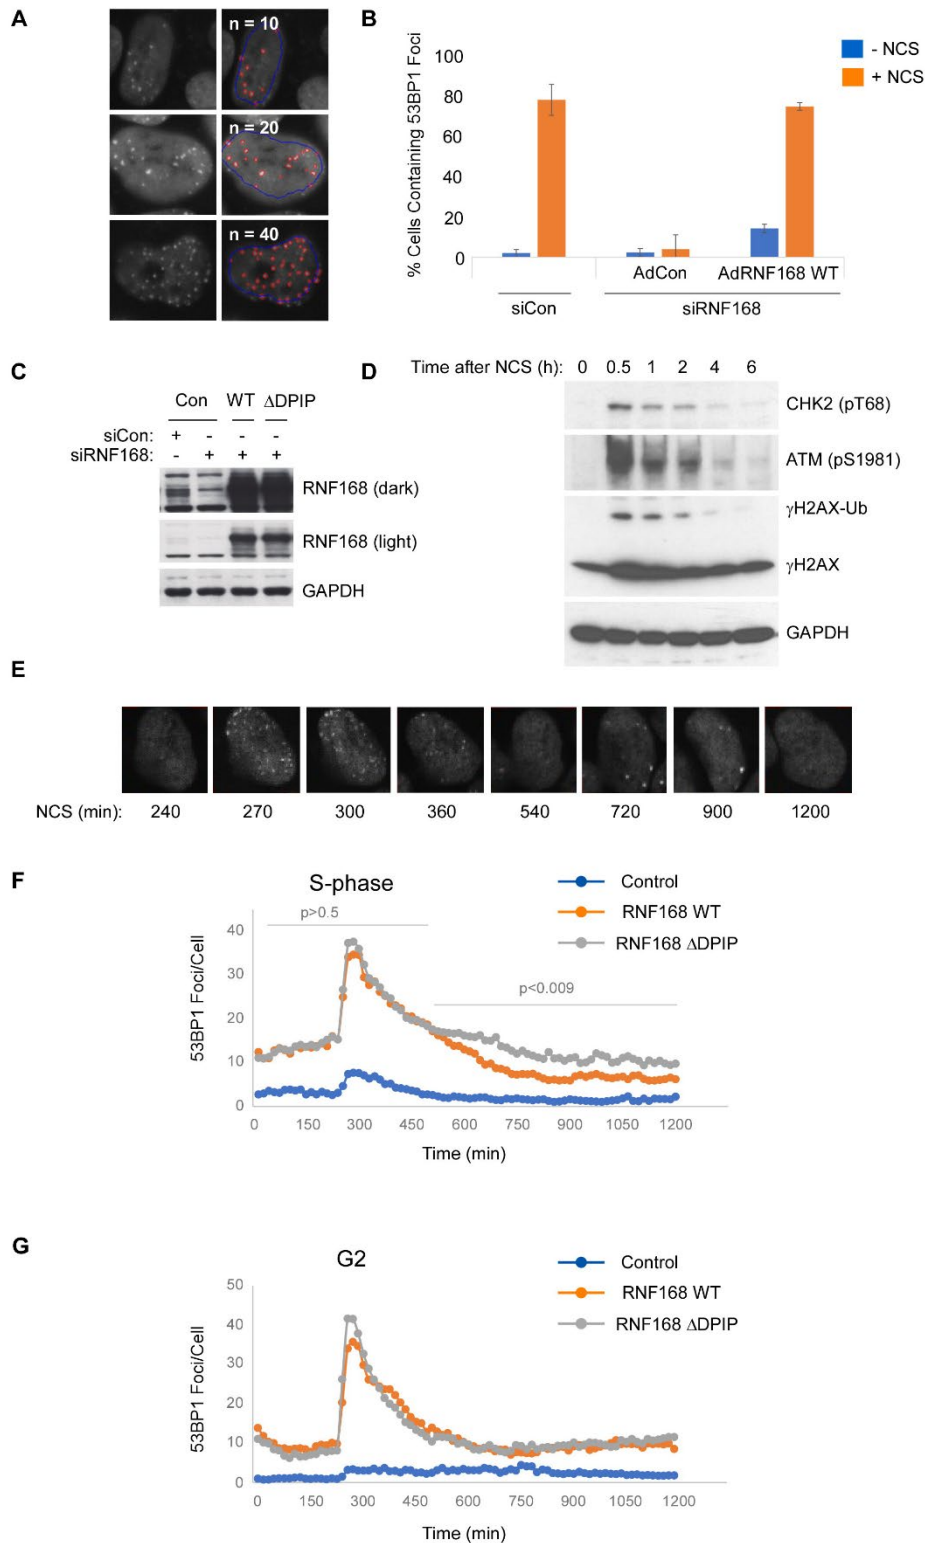 A
n = 10
n = 20
n = 40
B
% Cells Containing 53BP1 Foci
100
80
60
40
20
0
- NCS
+ NCS
AdCon
AdRNF168 WT
siCon
siRNF168
C
Con
WT
ΔDPIP
siCon:
+
-
-
-
siRNF168:
-
+
+
+
RNF168 (dark)
RNF168 (light)
GAPDH
D
Time after NCS (h): 0 0.5 1 2 4 6
CHK2 (pT68)
ATM (pS1981)
γH2AX-Ub
γH2AX
GAPDH
E
NCS (min): 240 270 300 360 540 720 900 1200
F
S-phase
Control
RNF168 WT
RNF168 ΔDPIP
p>0.5
p<0.009
53BP1 Foci/Cell
40
30
20
10
0
0 150 300 450 600 750 900 1050 1200
Time (min)
G
G2
Control
RNF168 WT
RNF168 ΔDPIP
53BP1 Foci/Cell
50
40
30
20
10
0
0 150 300 450 600 750 900 1050 1200
Time (min)